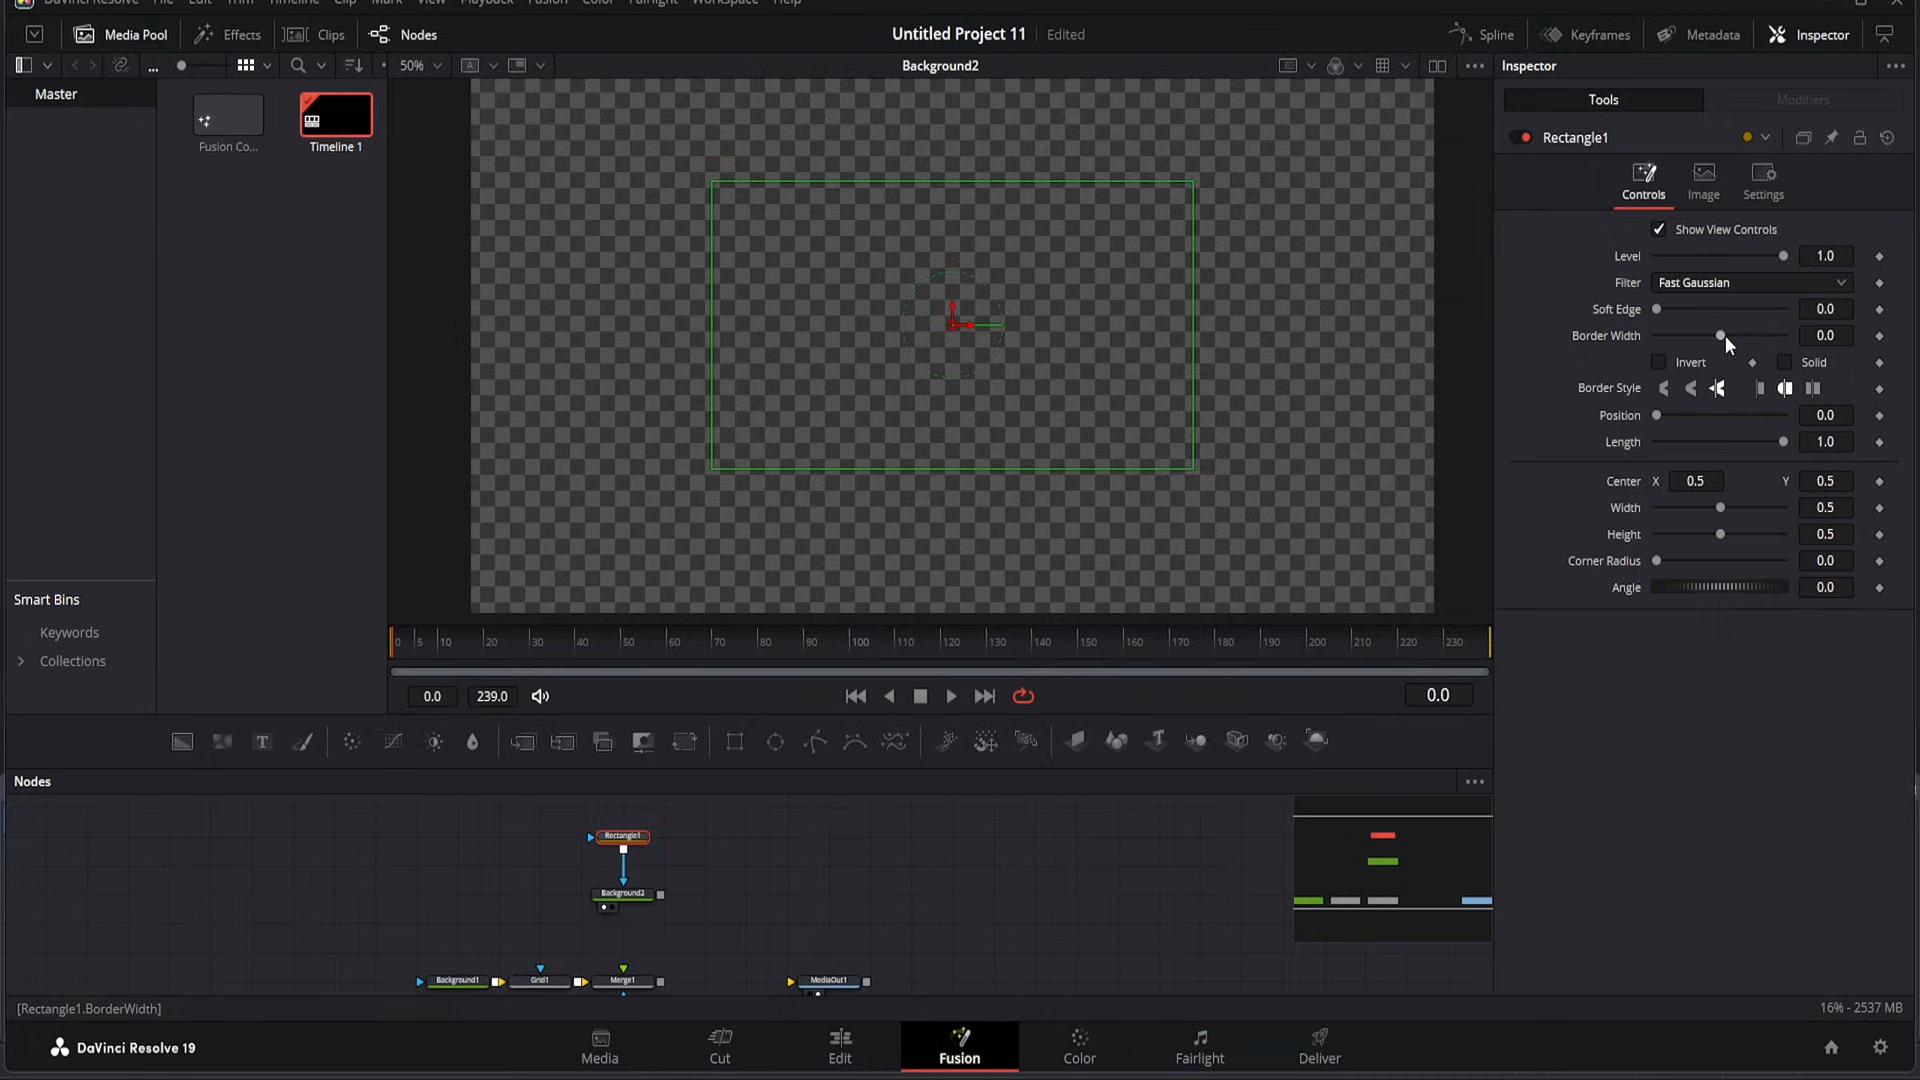 DaVinci Resolve File Edit Trim Timeline Clip Mark View Playback Fusion Color Fairlight Workspace Help
Media Pool Effects Clips Nodes Untitled Project 11 Edited Spline Keyframes Metadata Inspector
... 50% A Background2 Inspector
Master
Fusion Co...
Timeline 1
Tools Modifiers
Rectangle1
Controls Image Settings
Show View Controls
Level 1.0
Filter Fast Gaussian
Soft Edge 0.0
Border Width 0.0
Invert Solid
Border Style
Position 0.0
Length 1.0
Center X 0.5 Y 0.5
Width 0.5
Height 0.5
Corner Radius 0.0
Angle 0.0
Smart Bins
Keywords
Collections
0 5 10 20 30 40 50 60 70 80 90 100 110 120 130 140 150 160 170 180 190 200 210 220 230
0.0 239.0 0.0
T
Nodes
Rectangle1
Background2
Background1 Grid1 Merge1 MediaOut1
[Rectangle1.BorderWidth] 16% - 2537 MB
DaVinci Resolve 19 Media Cut Edit Fusion Color Fairlight Deliver